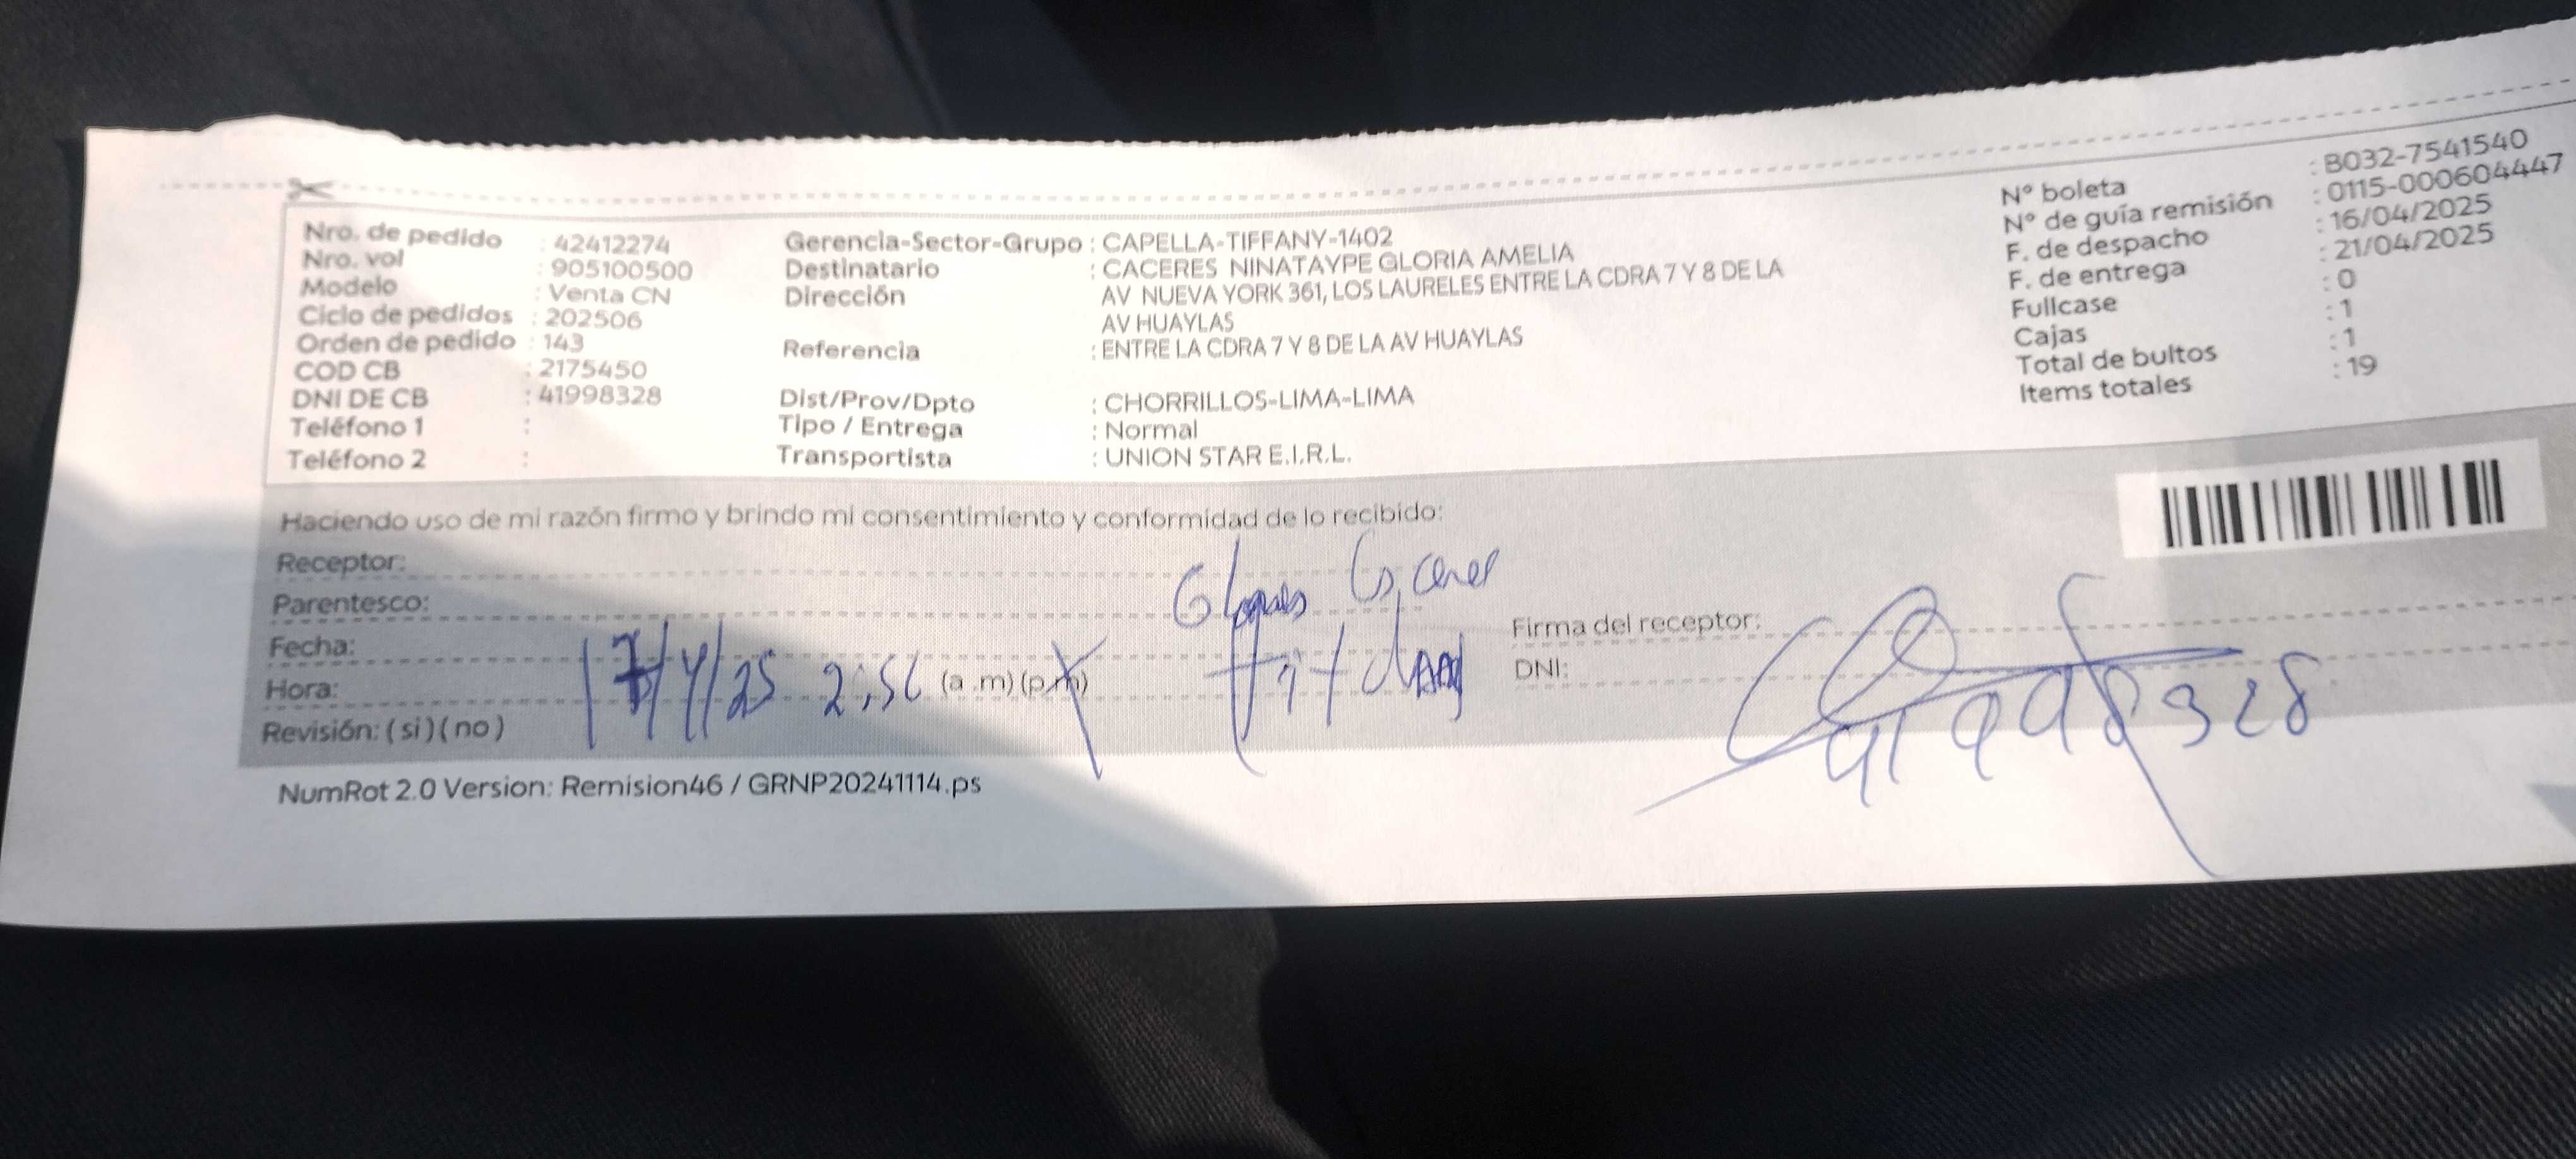 Nro. de pedido : 42412274
Nro. vol : 905100500
Modelo : Venta CN
Ciclo de pedidos : 202506
Orden de pedido : 143
COD CB : 2175450
DNI DE CB : 41998328
Teléfono 1 :
Teléfono 2 :
Gerencia-Sector-Grupo : CAPELLA-TIFFANY-1402
Destinatario : CACERES NINATAYPE GLORIA AMELIA
Dirección : AV NUEVA YORK 361, LOS LAURELES ENTRE LA CDRA 7 Y 8 DE LA
AV HUAYLAS
Referencia : ENTRE LA CDRA 7 Y 8 DE LA AV HUAYLAS
Dist/Prov/Dpto : CHORRILLOS-LIMA-LIMA
Tipo / Entrega : Normal
Transportista : UNION STAR E.I.R.L.
N° boleta : B032-7541540
N° de guía remisión : 0115-000604447
F. de despacho : 16/04/2025
F. de entrega : 21/04/2025
Fullcase : 0
Cajas : 1
Total de bultos : 1
Items totales : 19
Haciendo uso de mi razón firmo y brindo mi consentimiento y conformidad de lo recibido:
Receptor:
Parentesco:
Fecha: 17/4/25
Hora: 2:56 (a .m) (p.m)
Revisión: ( si ) ( no )
Firma del receptor:
DNI: 41998328
NumRot 2.0 Version: Remision46 / GRNP20241114.ps